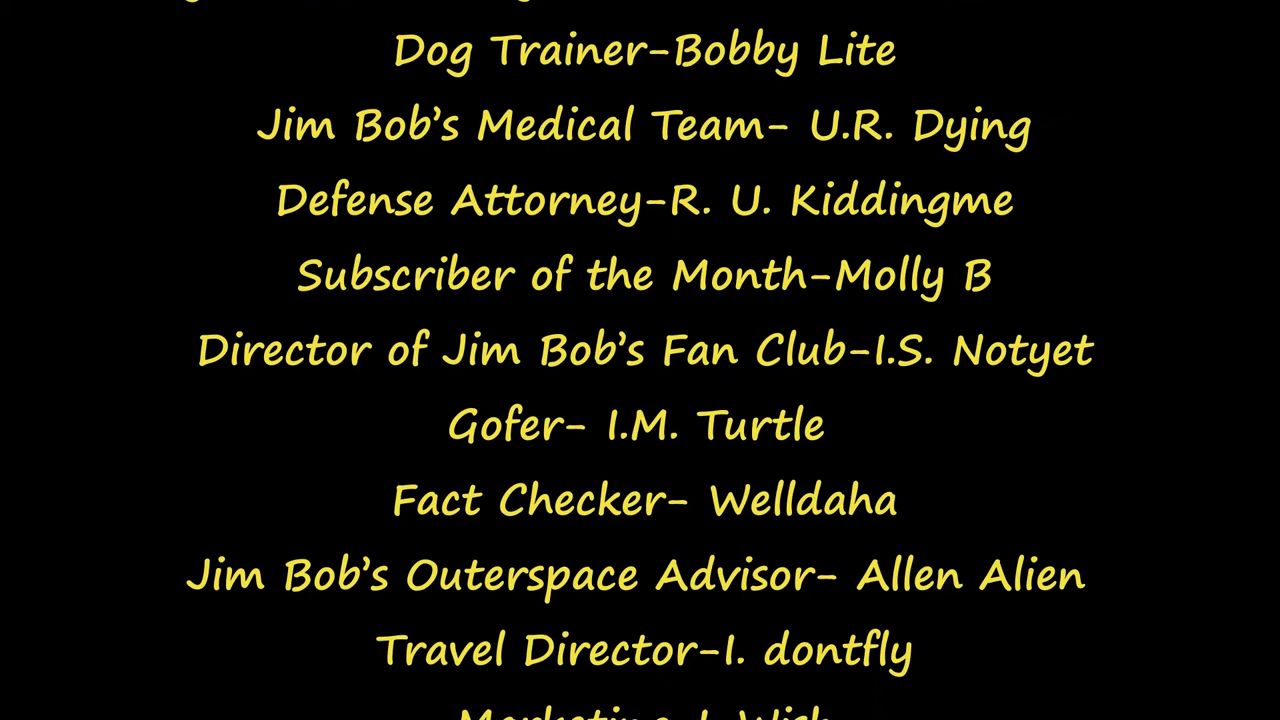 Dog Trainer-Bobby Lite
Jim Bob's Medical Team- U.R. Dying
Defense Attorney-R. U. Kiddingme
Subscriber of the Month-Molly B
Director of Jim Bob's Fan Club-I.S. Notyet
Gofer- I.M. Turtle
Fact Checker- Welldaha
Jim Bob's Outerspace Advisor- Allen Alien
Travel Director-I. dontfly
Marketing-I. Wish